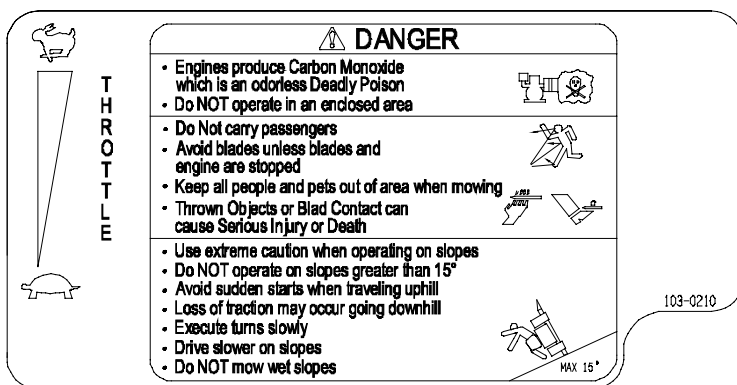 THROTTLE
⚠ DANGER
• Engines produce Carbon Monoxide
which is an odorless Deadly Poison
• Do NOT operate in an enclosed area
• Do Not carry passengers
• Avoid blades unless blades and
engine are stopped
• Keep all people and pets out of area when mowing
• Thrown Objects or Blad Contact can
cause Serious Injury or Death
• Use extreme caution when operating on slopes
• Do NOT operate on slopes greater than 15°
• Avoid sudden starts when traveling uphill
• Loss of traction may occur going downhill
• Execute turns slowly
• Drive slower on slopes
• Do NOT mow wet slopes
MAX 15°
103-0210